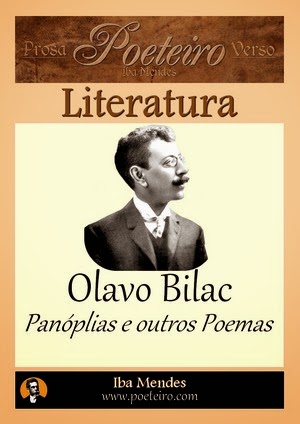 Prosa Poeteiro Verso
Iba Mendes
Literatura
Olavo Bilac
Panóplias e outros Poemas
Iba Mendes
www.poeteiro.com